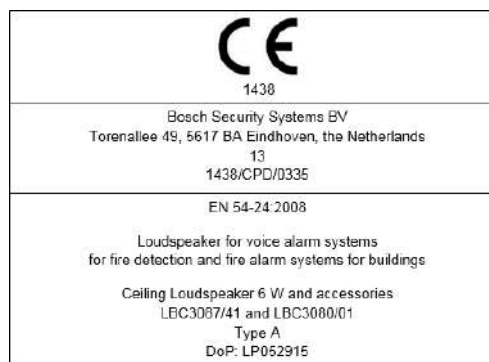 CE
1438
Bosch Security Systems BV
Torenallee 49, 5617 BA Eindhoven, the Netherlands
13
1438/CPD/0335
EN 54-24:2008
Loudspeaker for voice alarm systems
for fire detection and fire alarm systems for buildings
Ceiling Loudspeaker 6 W and accessories
LBC3087/41 and LBC3080/01
Type A
DoP: LP052915